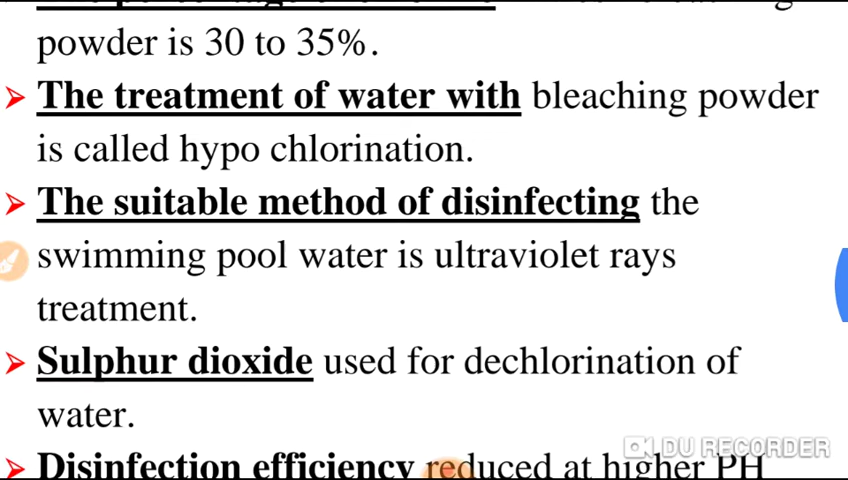 powder is 30 to 35%.
➤ The treatment of water with bleaching powder
is called hypo chlorination.
➤ The suitable method of disinfecting the
swimming pool water is ultraviolet rays
treatment.
➤ Sulphur dioxide used for dechlorination of
water.
DU RECORDER
➤ Disinfection efficiency reduced at higher PH